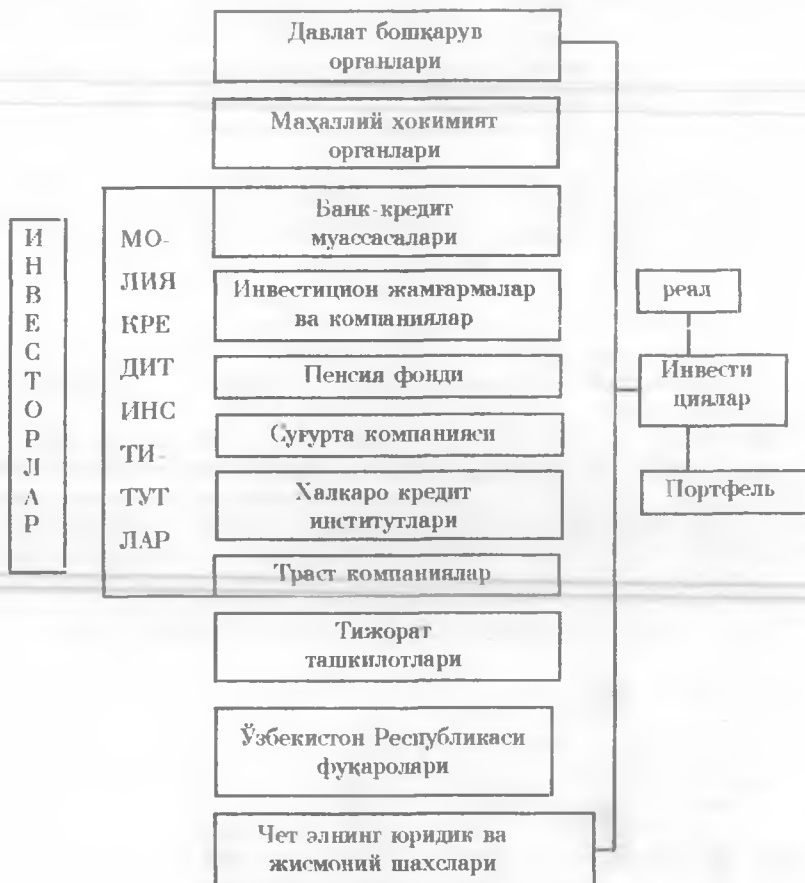 Давлат бошқарув
органлари
Маҳаллий хокимият
органлари
И
Н
В
Е
С
Т
О
Р
Л
А
Р
МО-
ЛИЯ
КРЕ
ДИТ
ИНС
ТИ-
ТУТ
ЛАР
Банк-кредит
муассасалари
Инвестицион жамғармалар
ва компаниялар
Пенсия фонди
Суғурта компанияси
Халкаро кредит
институтлари
Траст компаниялар
Тижорат
ташкилотлари
Ўзбекистон Республикаси
фуқаролари
Чет элнинг юридик ва
жисмоний шахслари
реал
Инвести
циялар
Портфель